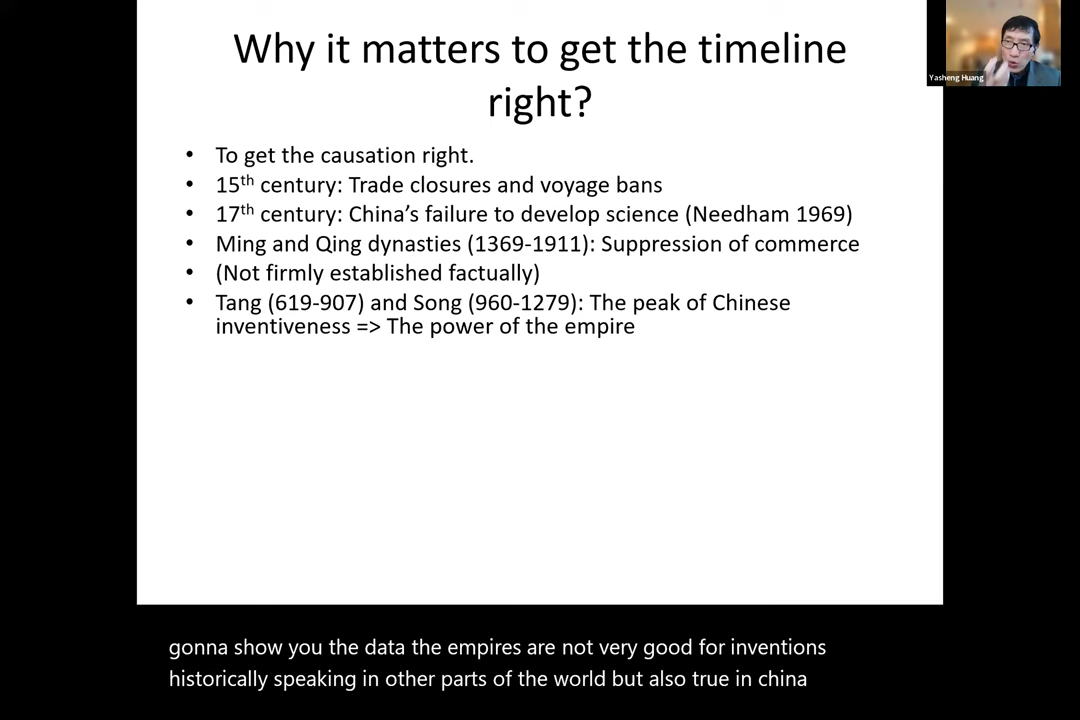 Why it matters to get the timeline
right?
• To get the causation right.
• 15th century: Trade closures and voyage bans
• 17th century: China’s failure to develop science (Needham 1969)
• Ming and Qing dynasties (1369-1911): Suppression of commerce
• (Not firmly established factually)
• Tang (619-907) and Song (960-1279): The peak of Chinese
inventiveness => The power of the empire
Yasheng Huang
gonna show you the data the empires are not very good for inventions
historically speaking in other parts of the world but also true in china